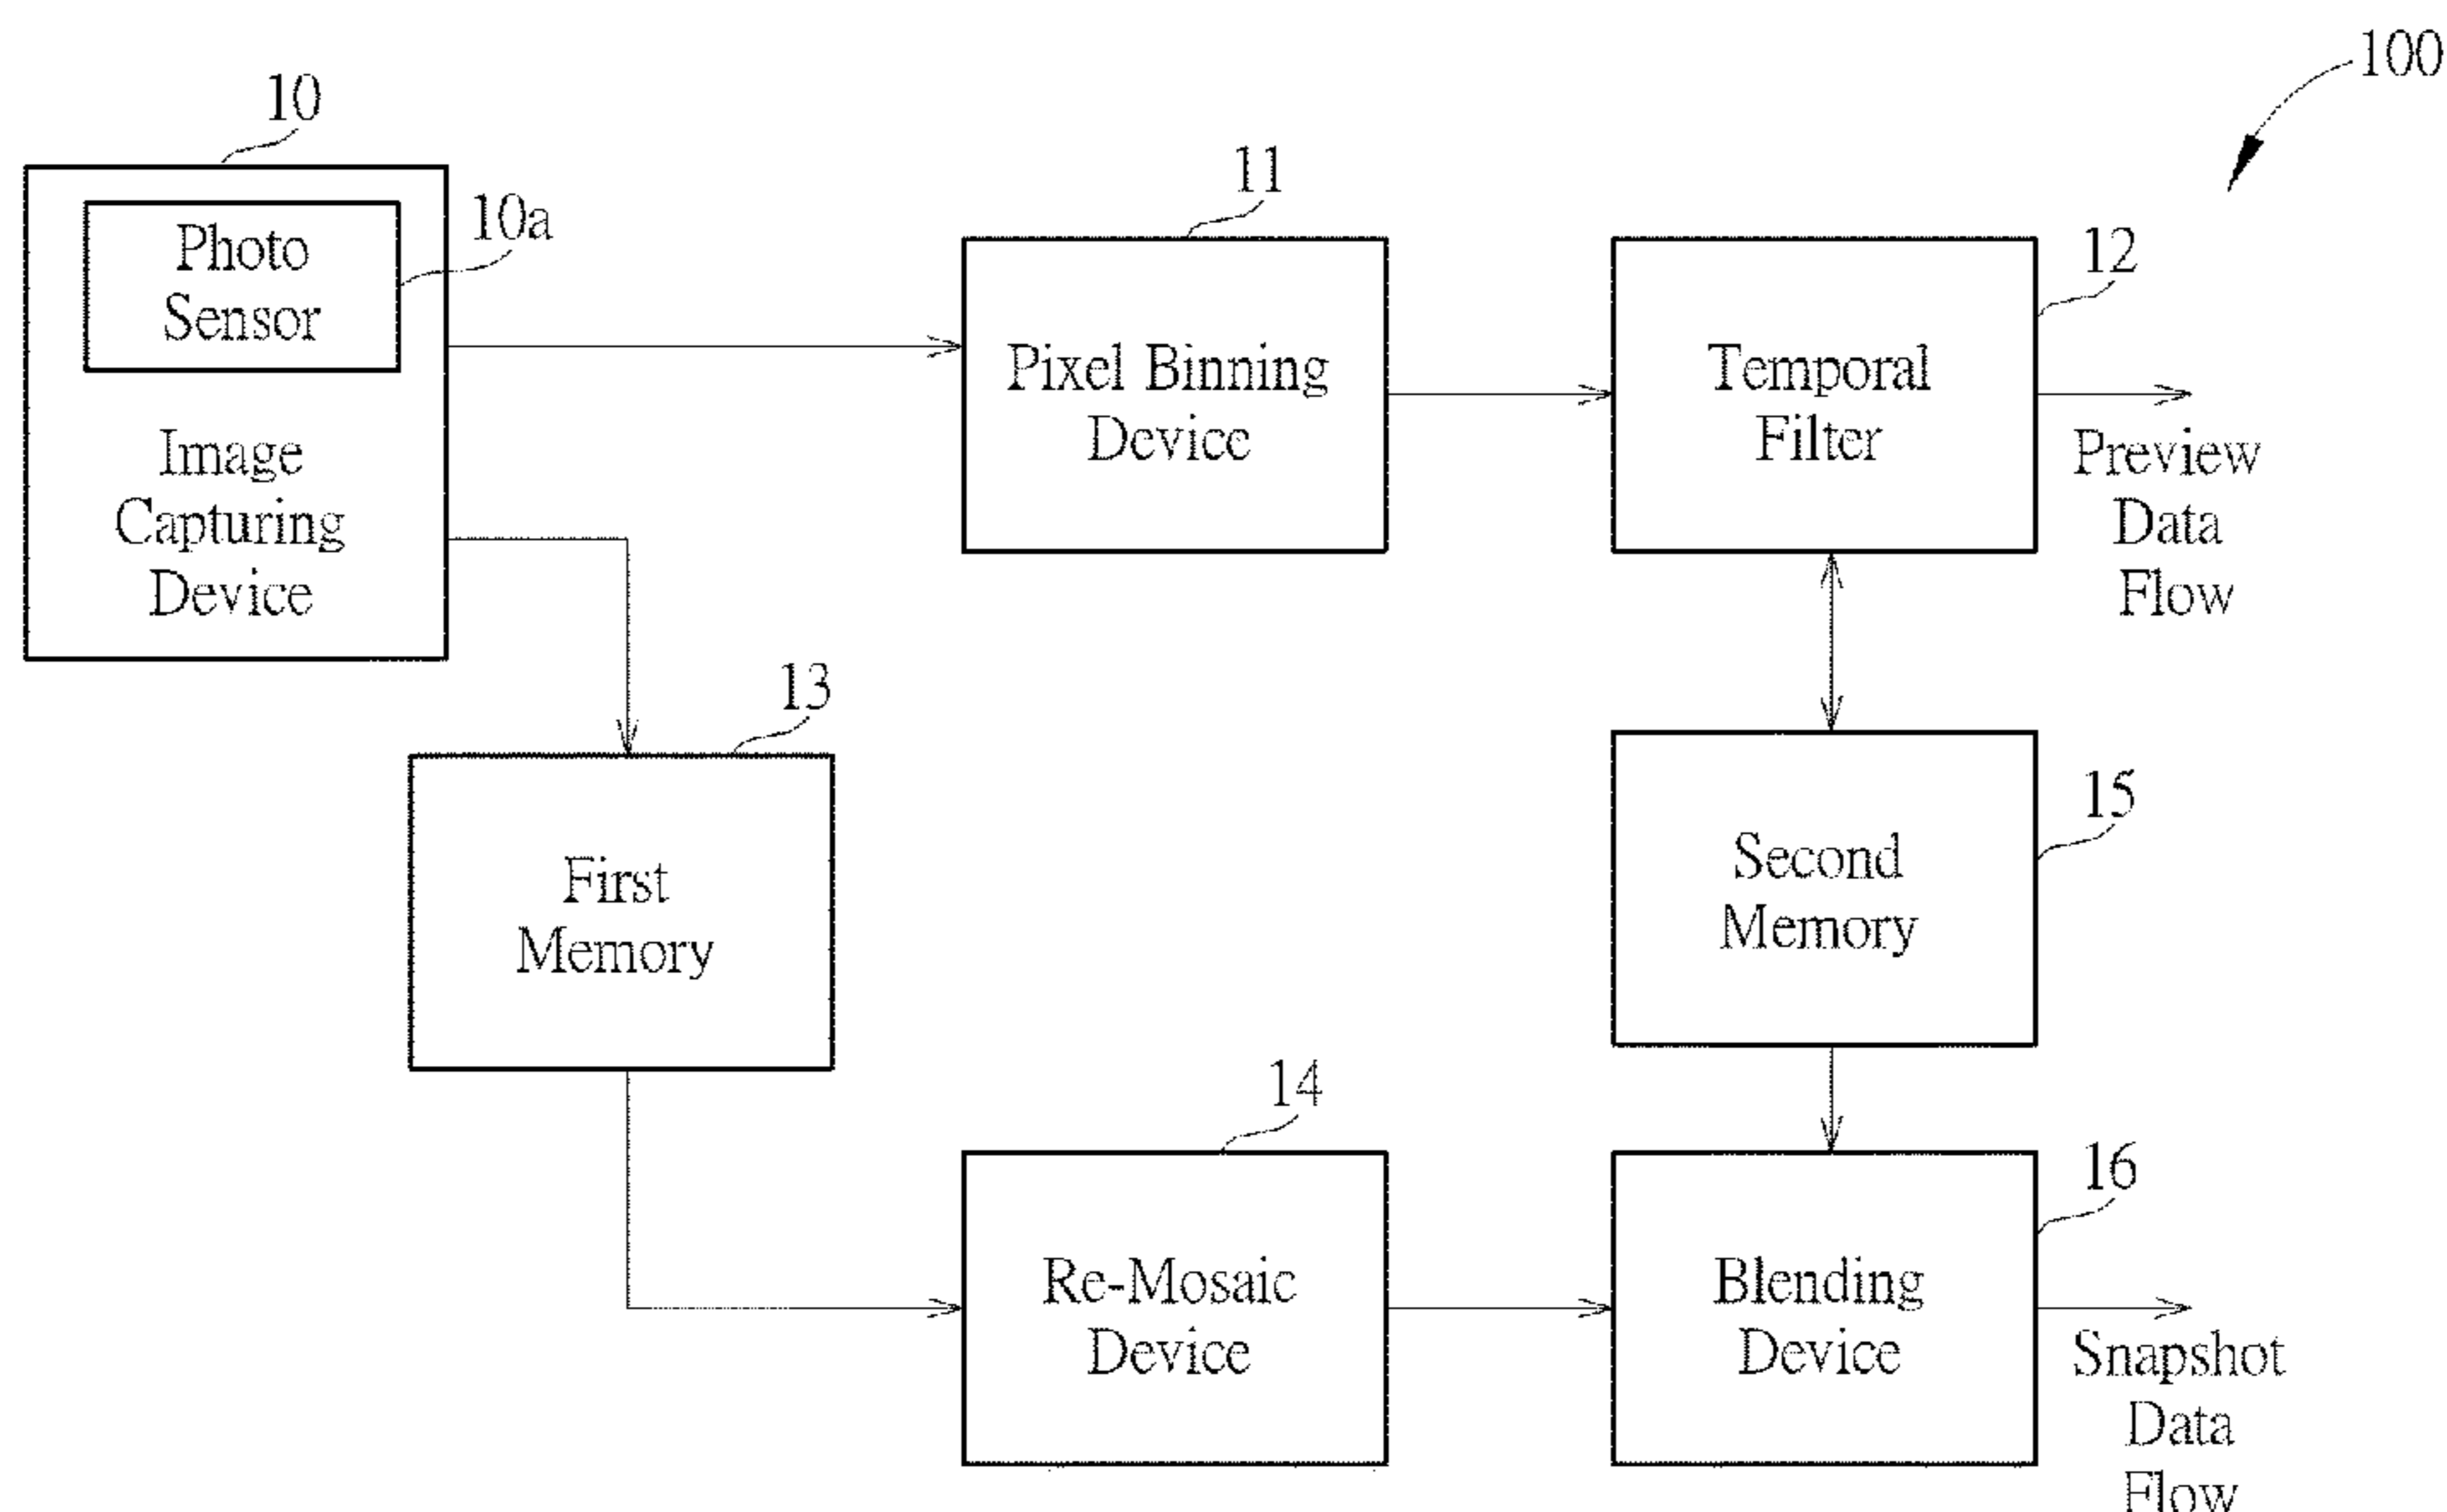 100
10
10a
Photo
Sensor
Image
Capturing
Device
11
Pixel Binning
Device
12
Temporal
Filter
Preview
Data
Flow
13
First
Memory
15
Second
Memory
14
Re-Mosaic
Device
16
Blending
Device
Snapshot
Data
Flow